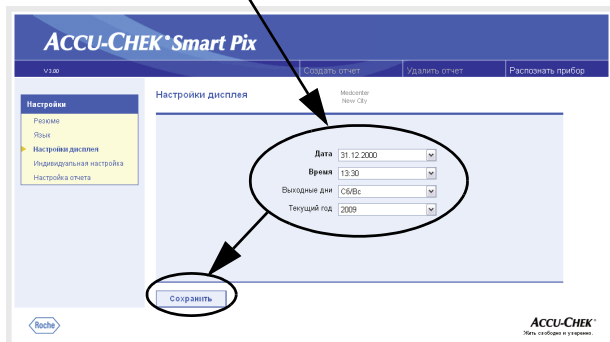 ACCU-CHEK® Smart Pix
V 3.00
Создать отчет
Удалить отчет
Распознать прибор
Настройки
Резюме
Язык
Настройки дисплея
Индивидуальная настройка
Настройка отчета
Настройки дисплея
Medcenter
New City
Дата 31.12.2000
Время 13:30
Выходные дни Сб/Вс
Текущий год 2009
Сохранить
Roche
ACCU-CHEK®
Жить свободно и уверенно.